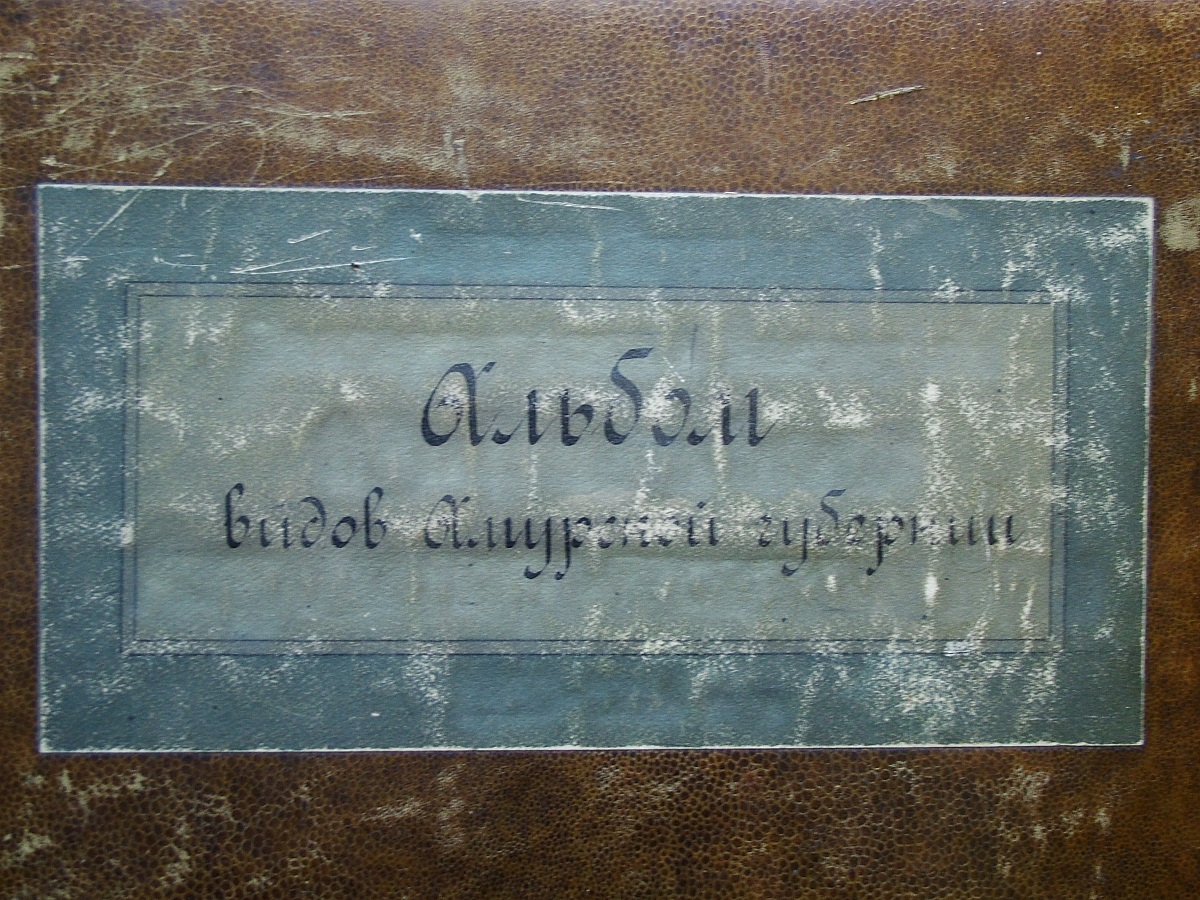 Альбом
видов Амурской губернии